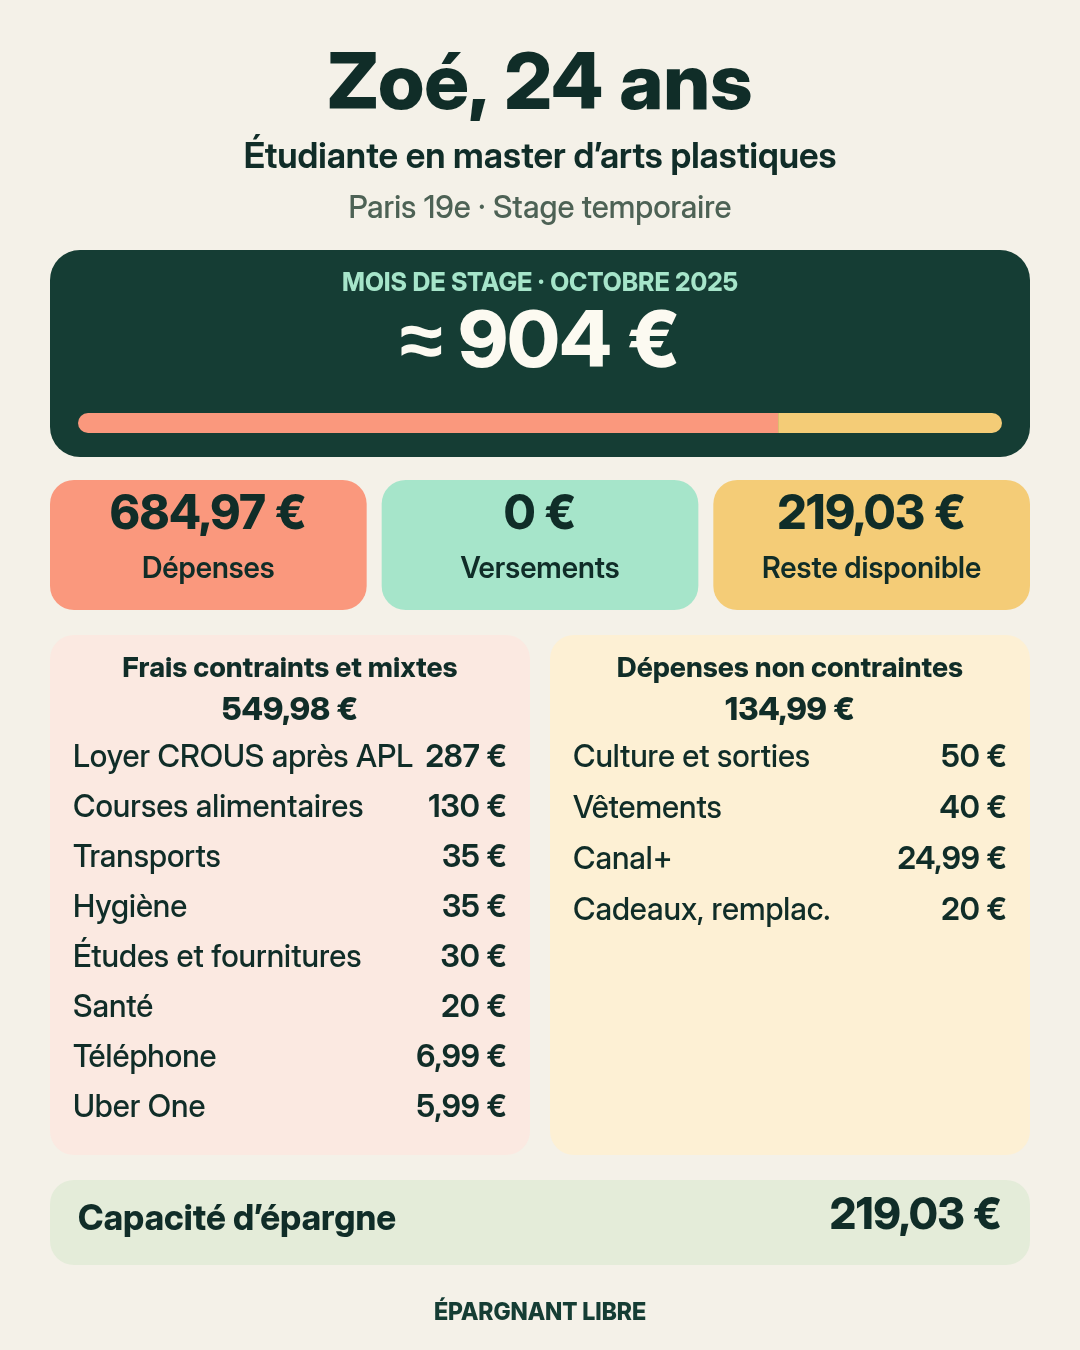 Zoé, 24 ans
Étudiante en master d’arts plastiques
Paris 19e · Stage temporaire
MOIS DE STAGE · OCTOBRE 2025
≈ 904 €
684,97 €
Dépenses
0 €
Versements
219,03 €
Reste disponible
Frais contraints et mixtes
549,98 €
Loyer CROUS après APL 287 €
Courses alimentaires 130 €
Transports 35 €
Hygiène 35 €
Études et fournitures 30 €
Santé 20 €
Téléphone 6,99 €
Uber One 5,99 €
Dépenses non contraintes
134,99 €
Culture et sorties 50 €
Vêtements 40 €
Canal+ 24,99 €
Cadeaux, remplac. 20 €
Capacité d’épargne 219,03 €
ÉPARGNANT LIBRE